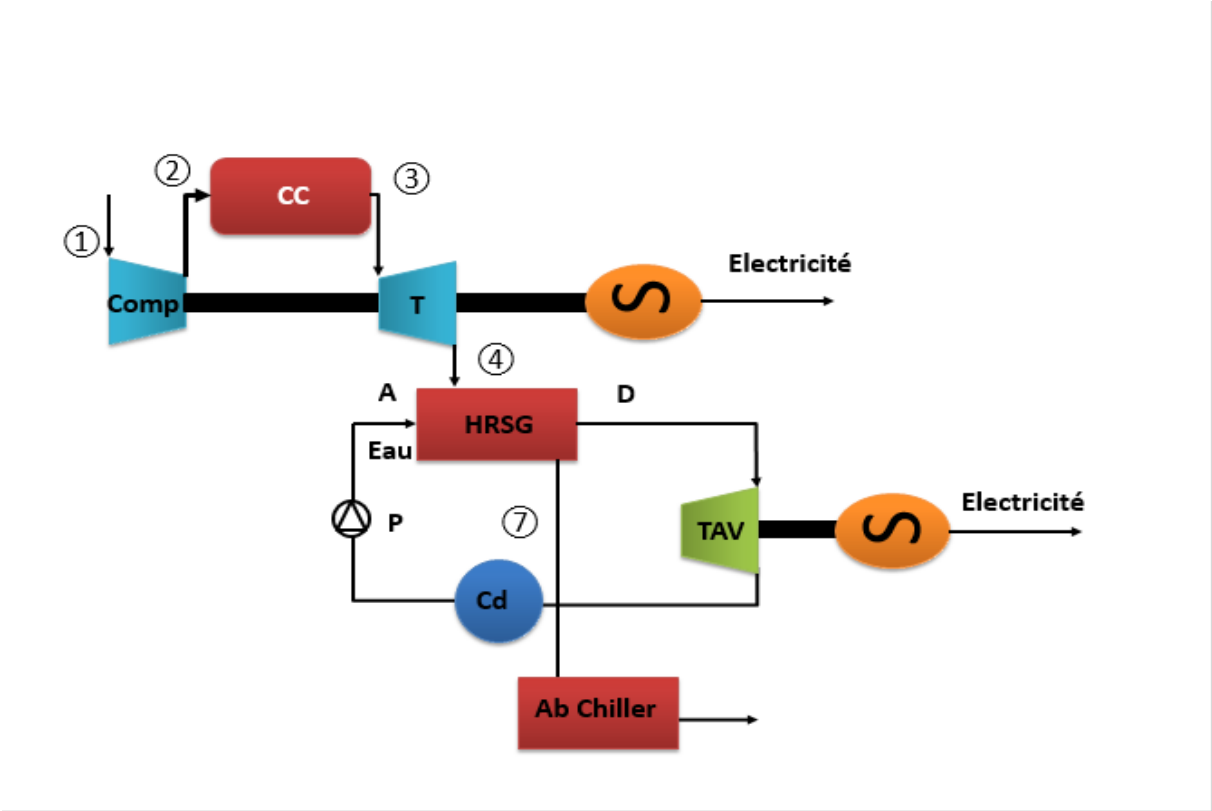 ②
CC
③
①
Comp
T
Electricité
④
A
HRSG
D
Eau
P
⑦
TAV
Electricité
Cd
Ab Chiller